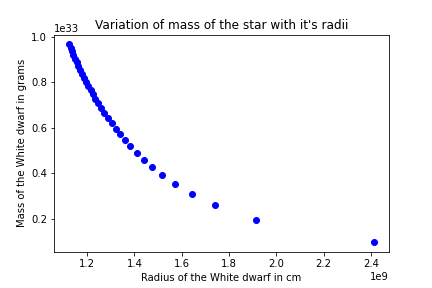 Variation of mass of the star with it's radii
1e33
1.0
0.8
0.6
0.4
0.2
Mass of the White dwarf in grams
1.2 1.4 1.6 1.8 2.0 2.2 2.4
1e9
Radius of the White dwarf in cm